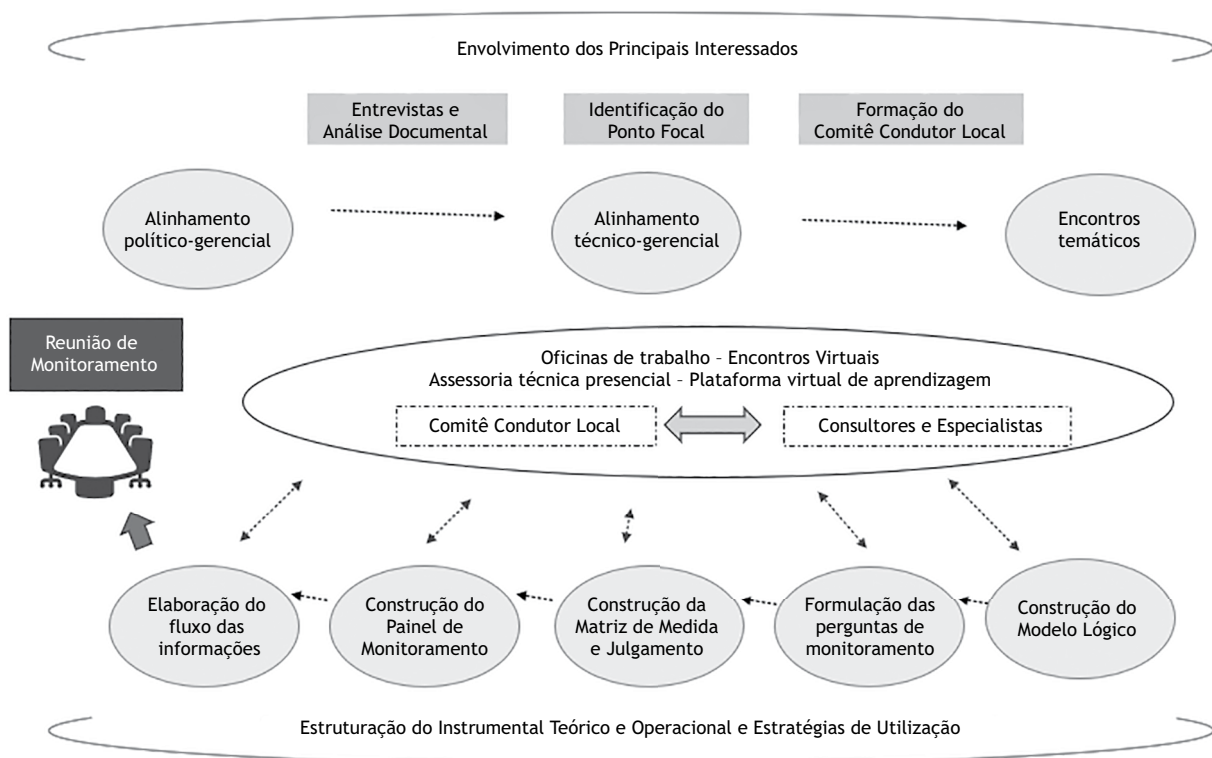 Envolvimento dos Principais Interessados
Entrevistas e
Análise Documental
Identificação do
Ponto Focal
Formação do
Comitê Condutor Local
Alinhamento
político-gerencial
Alinhamento
técnico-gerencial
Encontros
temáticos
Reunião de
Monitoramento
Oficinas de trabalho – Encontros Virtuais
Assessoria técnica presencial – Plataforma virtual de aprendizagem
Comitê Condutor Local
Consultores e Especialistas
Elaboração do
fluxo das
informações
Construção do
Painel de
Monitoramento
Construção da
Matriz de Medida
e Julgamento
Formulação das
perguntas de
monitoramento
Construção do
Modelo Lógico
Estruturação do Instrumental Teórico e Operacional e Estratégias de Utilização